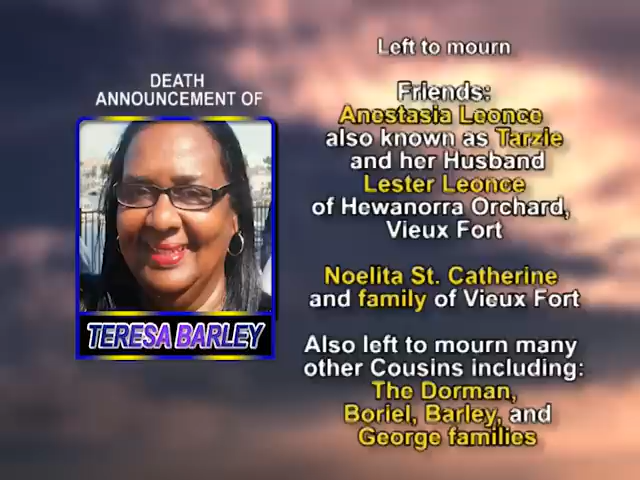 DEATH
ANNOUNCEMENT OF
TERESA BARLEY
Left to mourn
Friends:
Anestasia Leonce
also known as Tarzie
and her Husband
Lester Leonce
of Hewanorra Orchard,
Vieux Fort
Noelita St. Catherine
and family of Vieux Fort
Also left to mourn many
other Cousins including:
The Dorman,
Boriel, Barley, and
George families